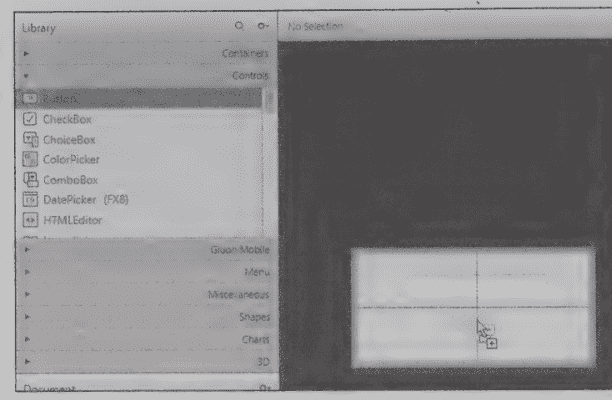 Library
No Selection
Containers
Controls
Button
CheckBox
ChoiceBox
ColorPicker
ComboBox
DatePicker (FX8)
HTMLEditor
Gluon Mobile
Menu
Miscellaneous
Shapes
Charts
3D
Document